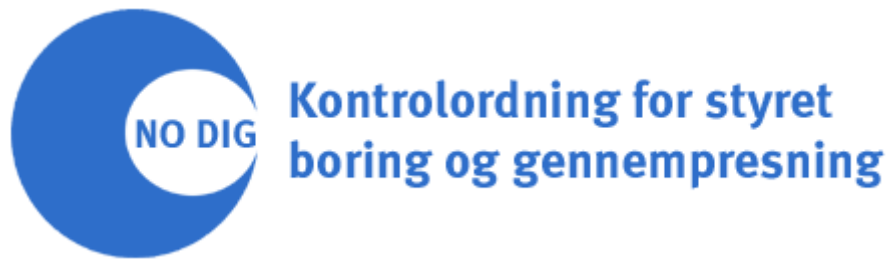 NO DIG
Kontrolordning for styret
boring og gennempresning